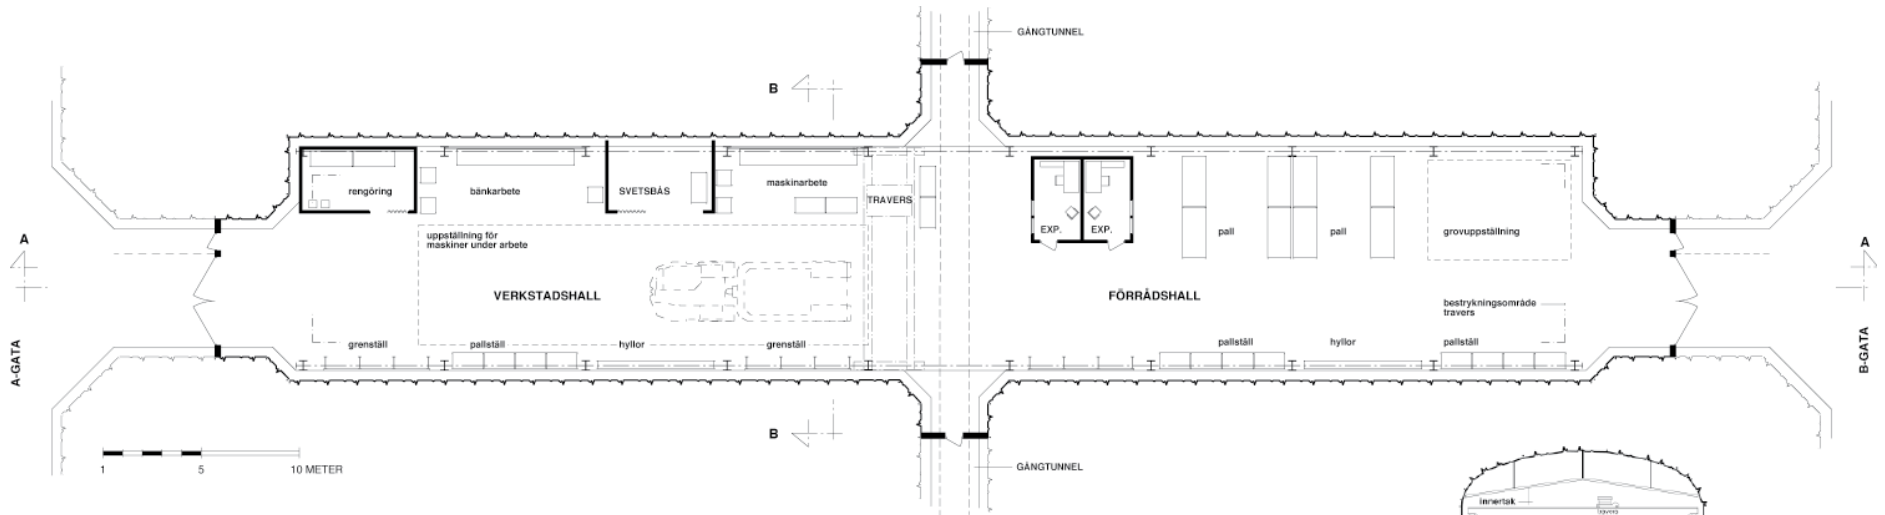 GÅNGTUNNEL
B
rengöring
bänkarbete
SVETSBÅS
maskinarbete
TRAVERS
EXP.
EXP.
pall
pall
grovuppställning
uppställning för
maskiner under arbete
A
A
VERKSTADSHALL
FÖRRÅDSHALL
bestrykningsområde
travers
grenställ
pallställ
hyllor
grenställ
pallställ
hyllor
pallställ
A-GATA
B-GATA
B
1 5 10 METER
GÅNGTUNNEL
innertak
travers